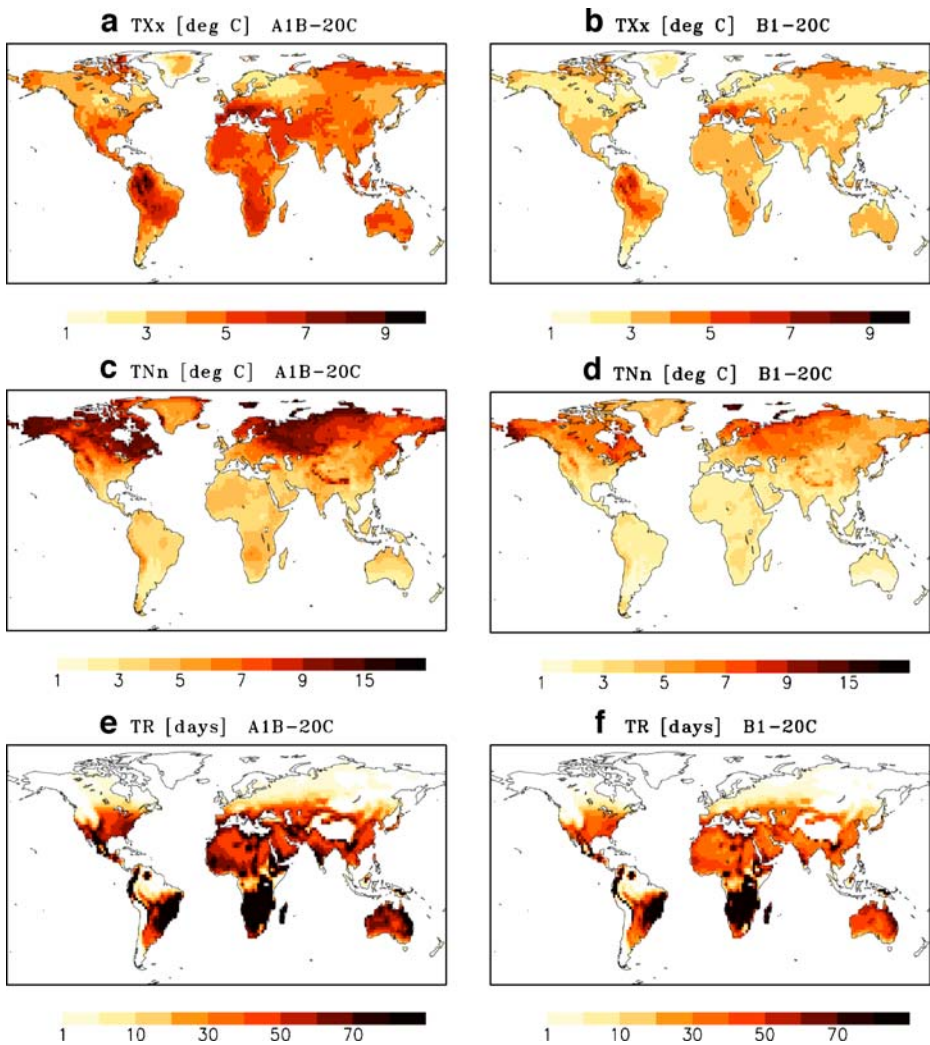 a TXx [deg C] A1B-20C
b TXx [deg C] B1-20C
1 3 5 7 9
1 3 5 7 9
c TNn [deg C] A1B-20C
d TNn [deg C] B1-20C
1 3 5 7 9 15
1 3 5 7 9 15
e TR [days] A1B-20C
f TR [days] B1-20C
1 10 30 50 70
1 10 30 50 70